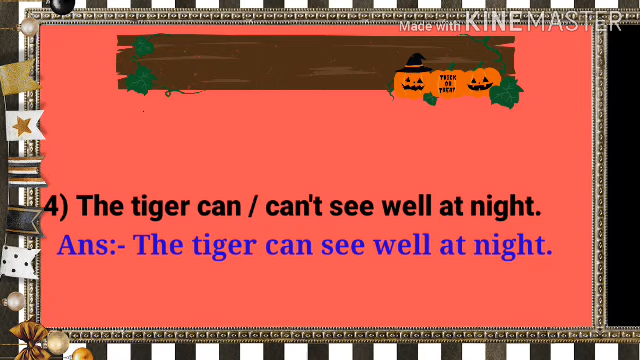 Made with KINEMASTER
TRICK
OR
TREAT
4) The tiger can / can't see well at night.
Ans:- The tiger can see well at night.